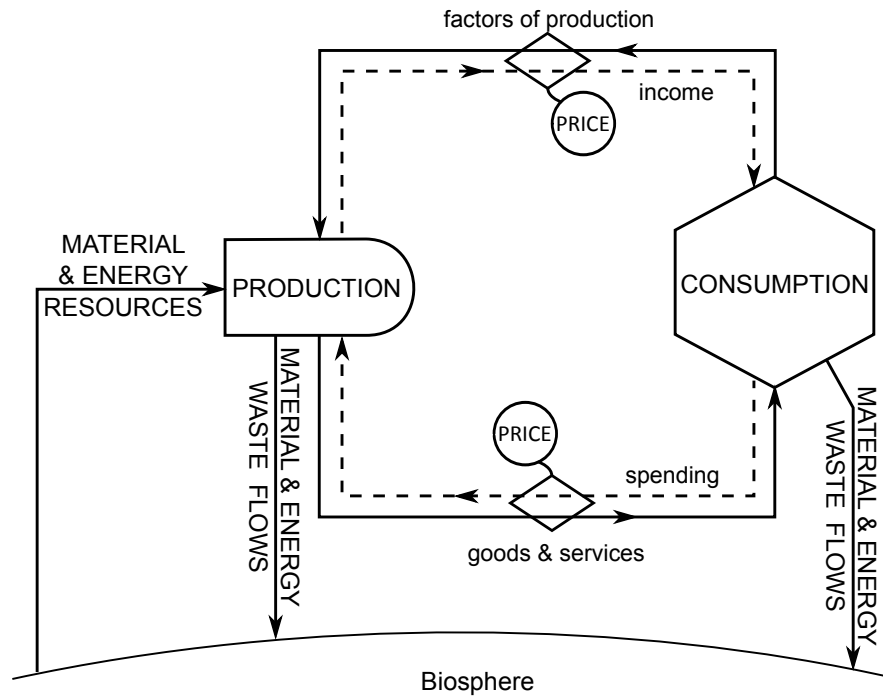 factors of production
income
PRICE
MATERIAL
& ENERGY
RESOURCES
PRODUCTION
CONSUMPTION
MATERIAL & ENERGY
WASTE FLOWS
PRICE
spending
goods & services
MATERIAL & ENERGY
WASTE FLOWS
Biosphere